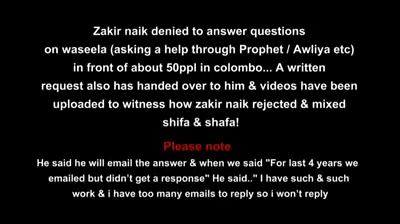 Zakir naik denied to answer questions
on waseela (asking a help through Prophet / Awliya etc)
in front of about 50ppl in colombo... A written
request also has handed over to him & videos have been
uploaded to witness how zakir naik rejected & mixed
shifa & shafa!
Please note
He said he will email the answer & when we said "For last 4 years we
emailed but didn't get a response" He said.." I have such & such
work & i have too many emails to reply so i won't reply